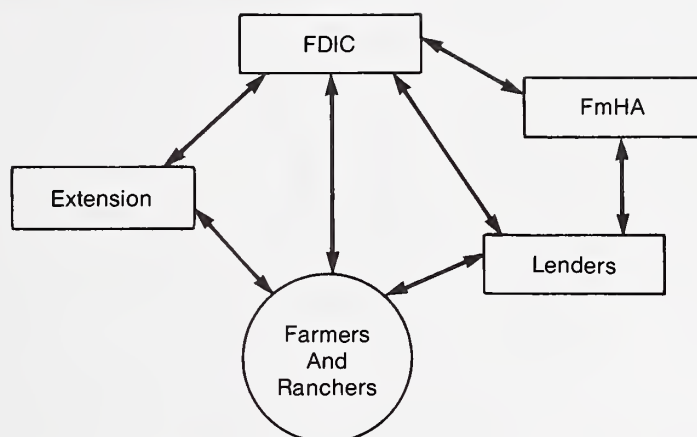 FDIC
FmHA
Extension
Lenders
Farmers
And
Ranchers